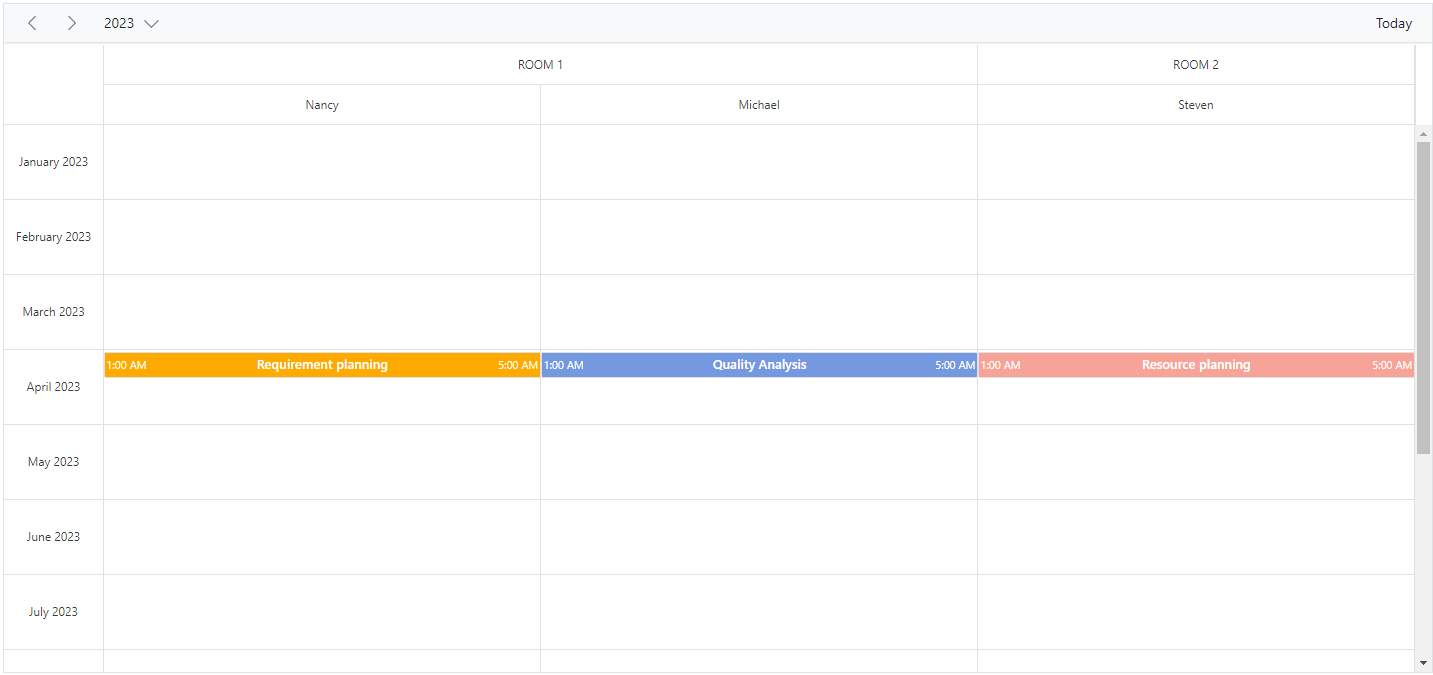 2023 Today
ROOM 1 ROOM 2
Nancy Michael Steven
January 2023
February 2023
March 2023
1:00 AM Requirement planning 5:00 AM 1:00 AM Quality Analysis 5:00 AM 1:00 AM Resource planning 5:00 AM
April 2023
May 2023
June 2023
July 2023